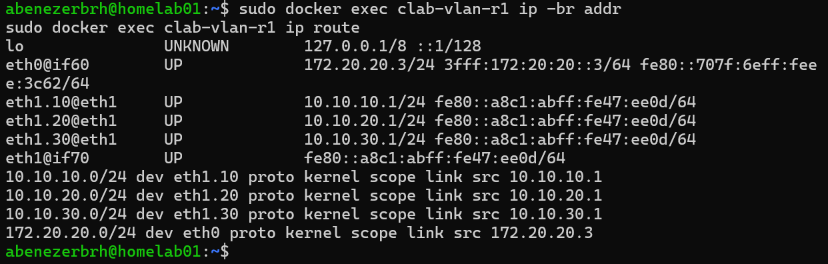 abenezerbrh@homelab01:~$ sudo docker exec clab-vlan-r1 ip -br addr
sudo docker exec clab-vlan-r1 ip route
lo               UNKNOWN        127.0.0.1/8 ::1/128
eth0@if60        UP             172.20.20.3/24 3fff:172:20:20::3/64 fe80::707f:6eff:fee
e:3c62/64
eth1.10@eth1     UP             10.10.10.1/24 fe80::a8c1:abff:fe47:ee0d/64
eth1.20@eth1     UP             10.10.20.1/24 fe80::a8c1:abff:fe47:ee0d/64
eth1.30@eth1     UP             10.10.30.1/24 fe80::a8c1:abff:fe47:ee0d/64
eth1@if70        UP             fe80::a8c1:abff:fe47:ee0d/64
10.10.10.0/24 dev eth1.10 proto kernel scope link src 10.10.10.1
10.10.20.0/24 dev eth1.20 proto kernel scope link src 10.10.20.1
10.10.30.0/24 dev eth1.30 proto kernel scope link src 10.10.30.1
172.20.20.0/24 dev eth0 proto kernel scope link src 172.20.20.3
abenezerbrh@homelab01:~$